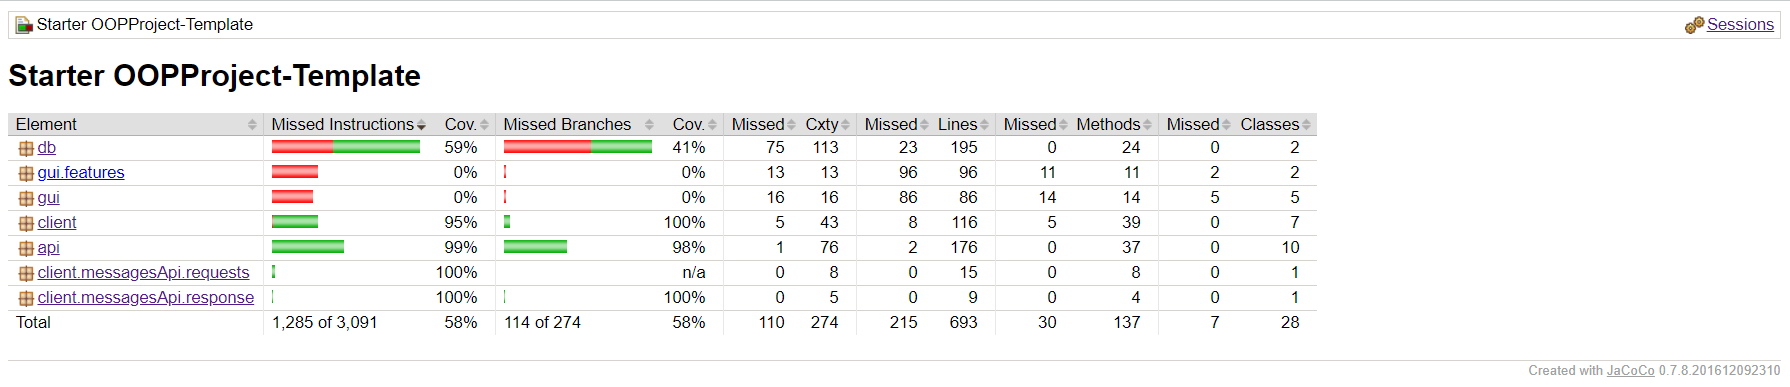 Starter OOPProject-Template Sessions
Starter OOPProject-Template
Element Missed Instructions Cov. Missed Branches Cov. Missed Cxty Missed Lines Missed Methods Missed Classes
db 59% 41% 75 113 23 195 0 24 0 2
gui.features 0% 0% 13 13 96 96 11 11 2 2
gui 0% 0% 16 16 86 86 14 14 5 5
client 95% 100% 5 43 8 116 5 39 0 7
api 99% 98% 1 76 2 176 0 37 0 10
client.messagesApi.requests 100% n/a 0 8 0 15 0 8 0 1
client.messagesApi.response 100% 100% 0 5 0 9 0 4 0 1
Total 1,285 of 3,091 58% 114 of 274 58% 110 274 215 693 30 137 7 28
Created with JaCoCo 0.7.8.201612092310